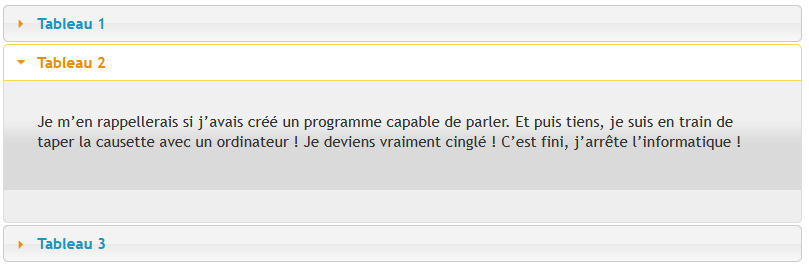 Tableau 1
Tableau 2
Je m’en rappellerais si j’avais créé un programme capable de parler. Et puis tiens, je suis en train de
taper la causette avec un ordinateur ! Je deviens vraiment cinglé ! C’est fini, j’arrête l’informatique !
Tableau 3